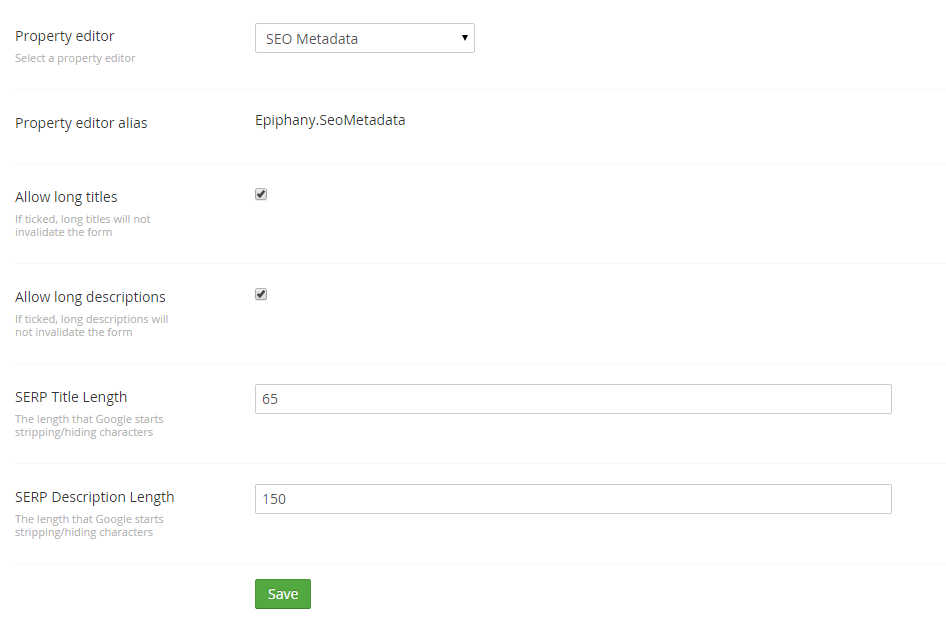 Property editor
SEO Metadata
Select a property editor
Property editor alias
Epiphany.SeoMetadata
Allow long titles
If ticked, long titles will not
invalidate the form
Allow long descriptions
If ticked, long descriptions will
not invalidate the form
SERP Title Length
65
The length that Google starts
stripping/hiding characters
SERP Description Length
150
The length that Google starts
stripping/hiding characters
Save